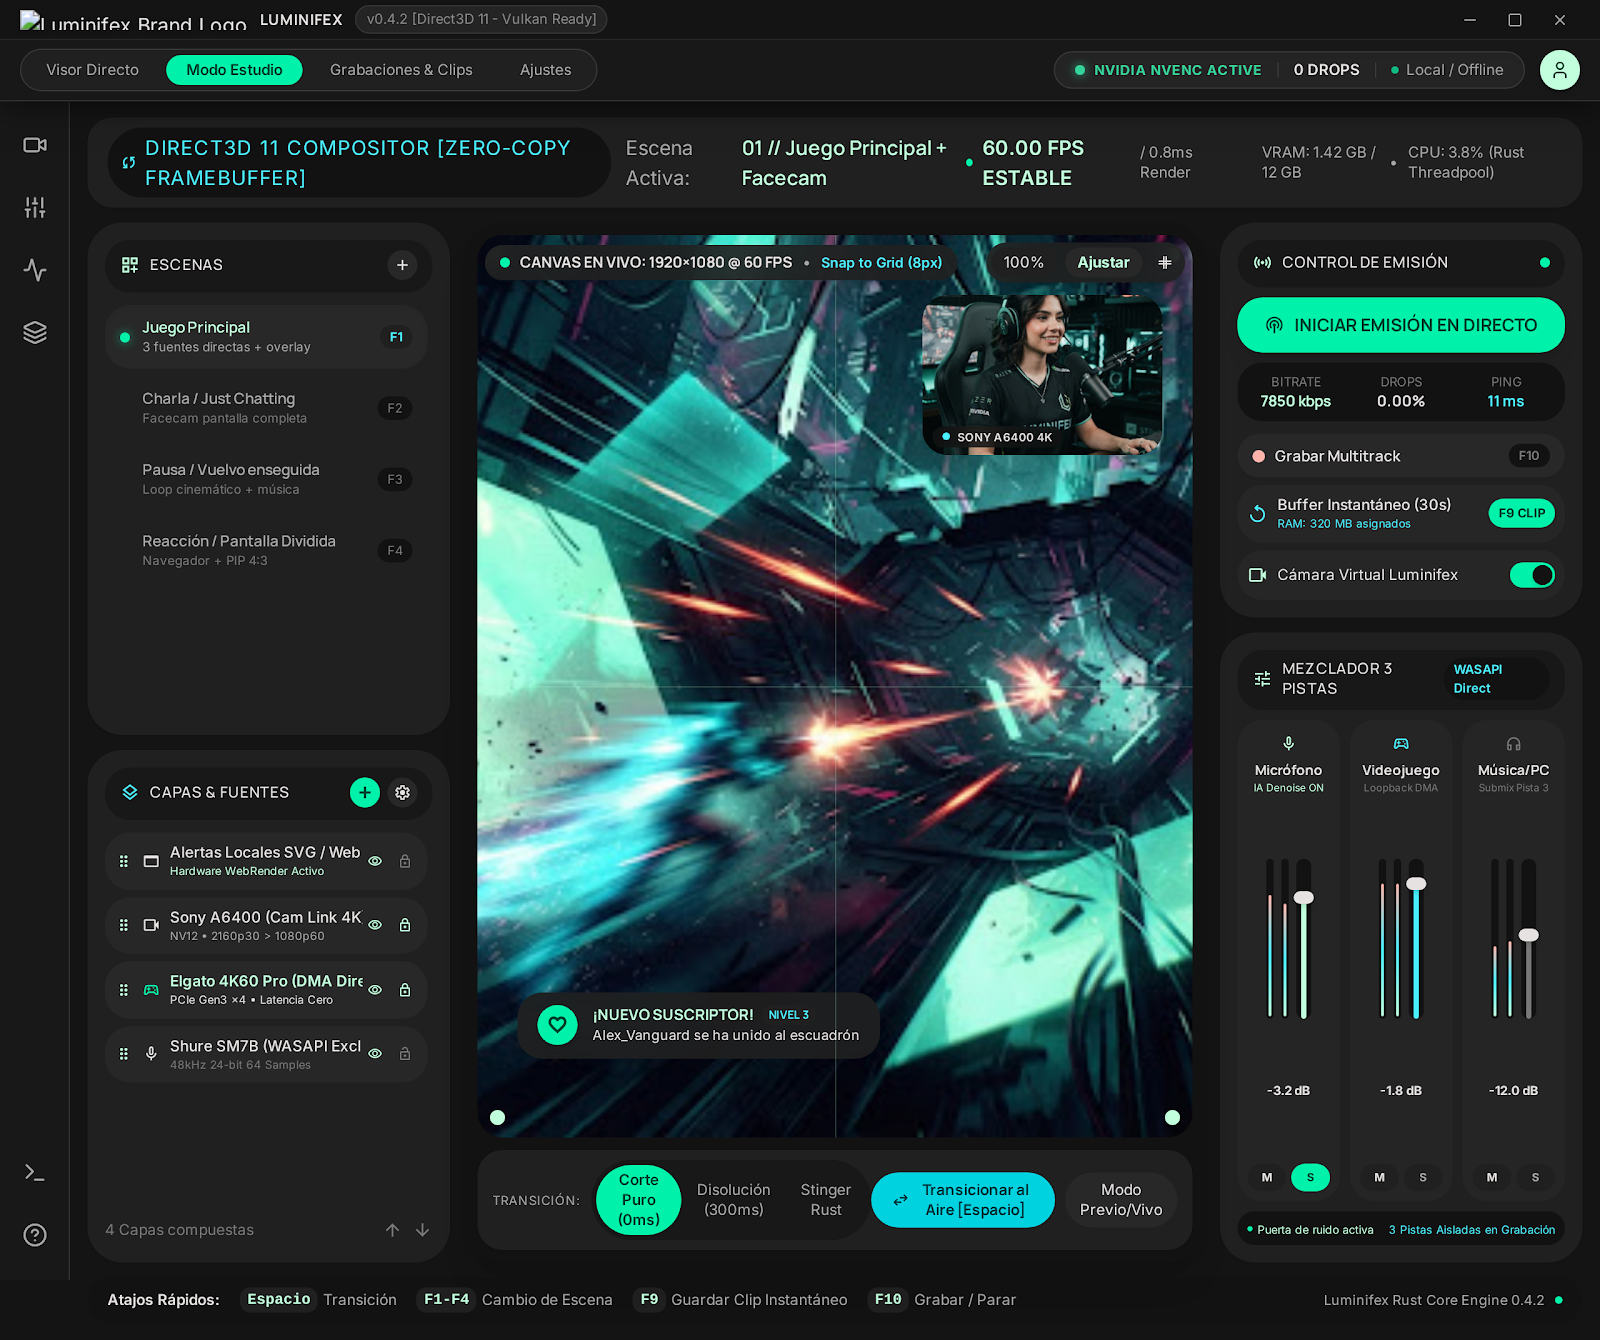 Luminifex Brand Logo LUMINIFEX v0.4.2 [Direct3D 11 - Vulkan Ready]
Visor Directo Modo Estudio Grabaciones & Clips Ajustes NVIDIA NVENC ACTIVE 0 DROPS Local / Offline
DIRECT3D 11 COMPOSITOR [ZERO-COPY
FRAMEBUFFER]
Escena
Activa:
01 // Juego Principal +
Facecam
60.00 FPS
ESTABLE
/ 0.8ms
Render
VRAM: 1.42 GB /
12 GB
• CPU: 3.8% (Rust
Threadpool)
ESCENAS
Juego Principal
3 fuentes directas + overlay
F1
Charla / Just Chatting
Facecam pantalla completa
F2
Pausa / Vuelvo enseguida
Loop cinemático + música
F3
Reacción / Pantalla Dividida
Navegador + PIP 4:3
F4
CAPAS & FUENTES
Alertas Locales SVG / Web
Hardware WebRender Activo
Sony A6400 (Cam Link 4K
NV12 • 2160p30 > 1080p60
Elgato 4K60 Pro (DMA Dire
PCIe Gen3 ×4 • Latencia Cero
Shure SM7B (WASAPI Excl
48kHz 24-bit 64 Samples
4 Capas compuestas
CANVAS EN VIVO: 1920×1080 @ 60 FPS • Snap to Grid (8px) 100% Ajustar
SONY A6400 4K
¡NUEVO SUSCRIPTOR! NIVEL 3
Alex_Vanguard se ha unido al escuadrón
TRANSICIÓN:
Corte
Puro
(0ms)
Disolución
(300ms)
Stinger
Rust
Transicionar al
Aire [Espacio]
Modo
Previo/Vivo
CONTROL DE EMISIÓN
INICIAR EMISIÓN EN DIRECTO
BITRATE DROPS PING
7850 kbps 0.00% 11 ms
Grabar Multitrack F10
Buffer Instantáneo (30s)
RAM: 320 MB asignados
F9 CLIP
Cámara Virtual Luminifex
MEZCLADOR 3
PISTAS
WASAPI
Direct
Micrófono Videojuego Música/PC
IA Denoise ON Loopback DMA Submix Pista 3
-3.2 dB -1.8 dB -12.0 dB
M S M S M S
Puerta de ruido activa 3 Pistas Aisladas en Grabación
Atajos Rápidos: Espacio Transición F1-F4 Cambio de Escena F9 Guardar Clip Instantáneo F10 Grabar / Parar Luminifex Rust Core Engine 0.4.2